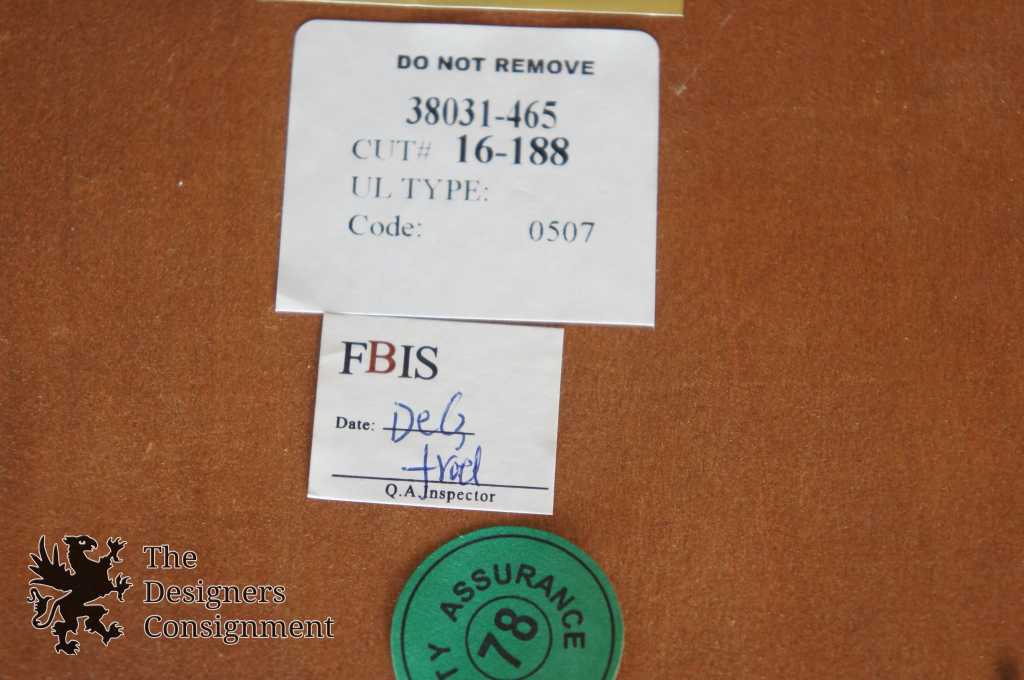 DO NOT REMOVE
38031-465
CUT# 16-188
UL TYPE:
Code: 0507
FBIS
Date:
Q.A.Inspector
TY ASSURANCE
78
The
Designers
Consignment